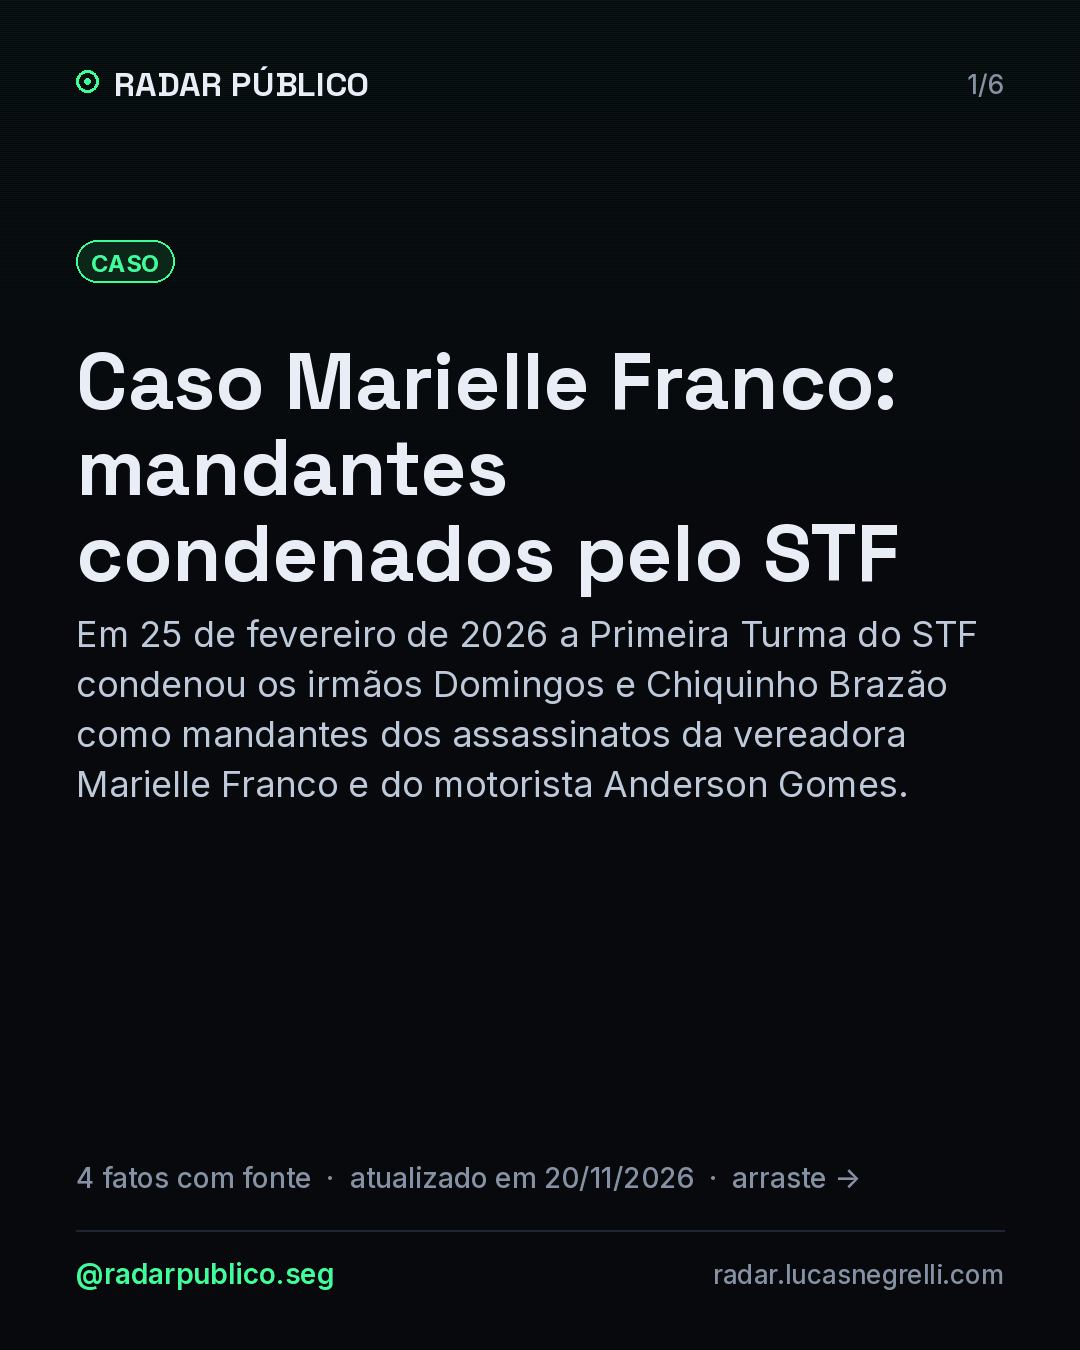 RADAR PÚBLICO
1/6
CASO
Caso Marielle Franco:
mandantes
condenados pelo STF
Em 25 de fevereiro de 2026 a Primeira Turma do STF
condenou os irmãos Domingos e Chiquinho Brazão
como mandantes dos assassinatos da vereadora
Marielle Franco e do motorista Anderson Gomes.
4 fatos com fonte · atualizado em 20/11/2026 · arraste →
@radarpublico.seg
radar.lucasnegrelli.com